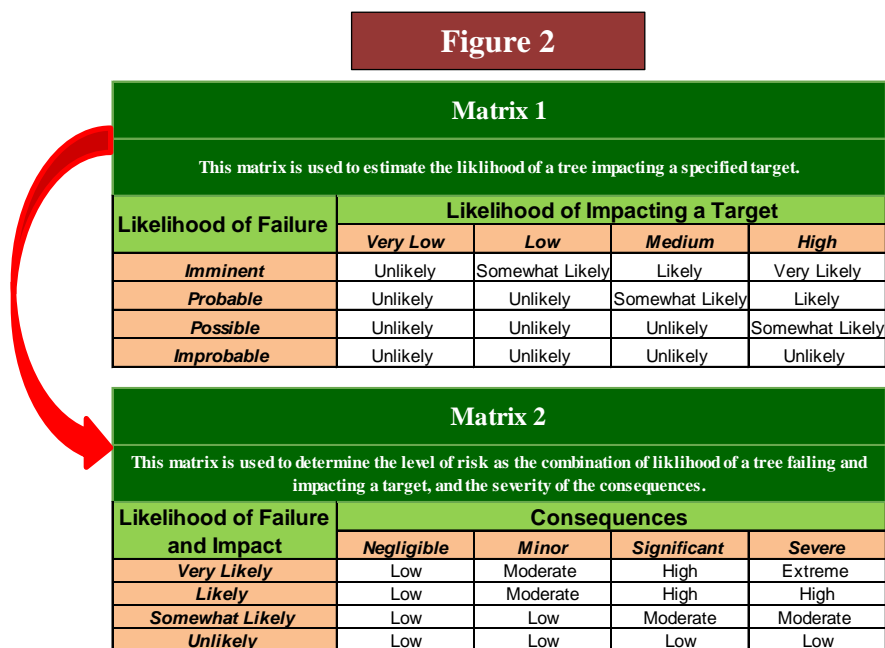 Figure 2
Matrix 1
This matrix is used to estimate the liklihood of a tree impacting a specified target.
Likelihood of Failure
Likelihood of Impacting a Target
Very Low Low Medium High
Imminent Unlikely Somewhat Likely Likely Very Likely
Probable Unlikely Unlikely Somewhat Likely Likely
Possible Unlikely Unlikely Unlikely Somewhat Likely
Improbable Unlikely Unlikely Unlikely Unlikely
Matrix 2
This matrix is used to determine the level of risk as the combination of liklihood of a tree failing and
impacting a target, and the severity of the consequences.
Likelihood of Failure Consequences
and Impact Negligible Minor Significant Severe
Very Likely Low Moderate High Extreme
Likely Low Moderate High High
Somewhat Likely Low Low Moderate Moderate
Unlikely Low Low Low Low